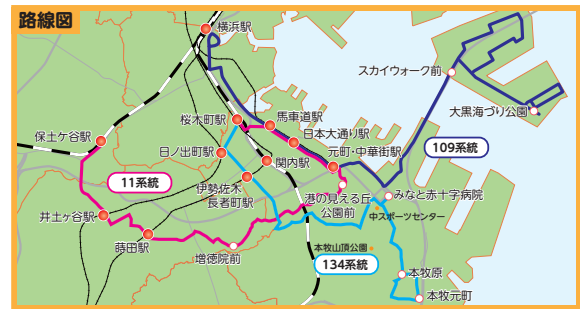 路線図
横浜駅
スカイウォーク前
大黒海づり公園
桜木町駅
馬車道駅
日本大通り駅
保土ケ谷駅
日ノ出町駅
関内駅
元町・中華街駅
109系統
11系統
伊勢佐木
長者町駅
港の見える丘
公園前
みなと赤十字病院
中スポーツセンター
井土ケ谷駅
蒔田駅
増徳院前
本牧山頂公園
134系統
本牧原
本牧元町